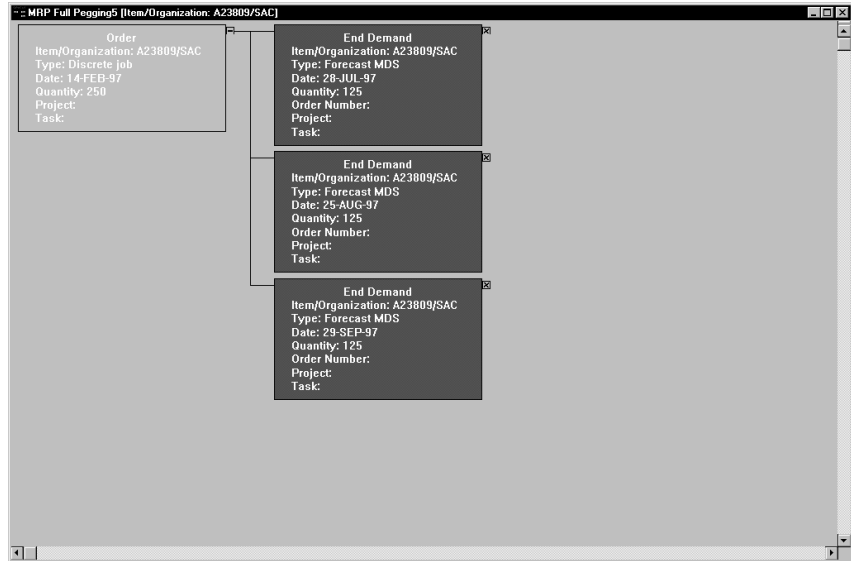 MRP Full Pegging5 [Item/Organization: A23809/SAC]
Order
Item/Organization: A23809/SAC
Type: Discrete job
Date: 14-FEB-97
Quantity: 250
Project:
Task:
End Demand
Item/Organization: A23809/SAC
Type: Forecast MDS
Date: 28-JUL-97
Quantity: 125
Order Number:
Project:
Task:
End Demand
Item/Organization: A23809/SAC
Type: Forecast MDS
Date: 25-AUG-97
Quantity: 125
Order Number:
Project:
Task:
End Demand
Item/Organization: A23809/SAC
Type: Forecast MDS
Date: 29-SEP-97
Quantity: 125
Order Number:
Project:
Task: